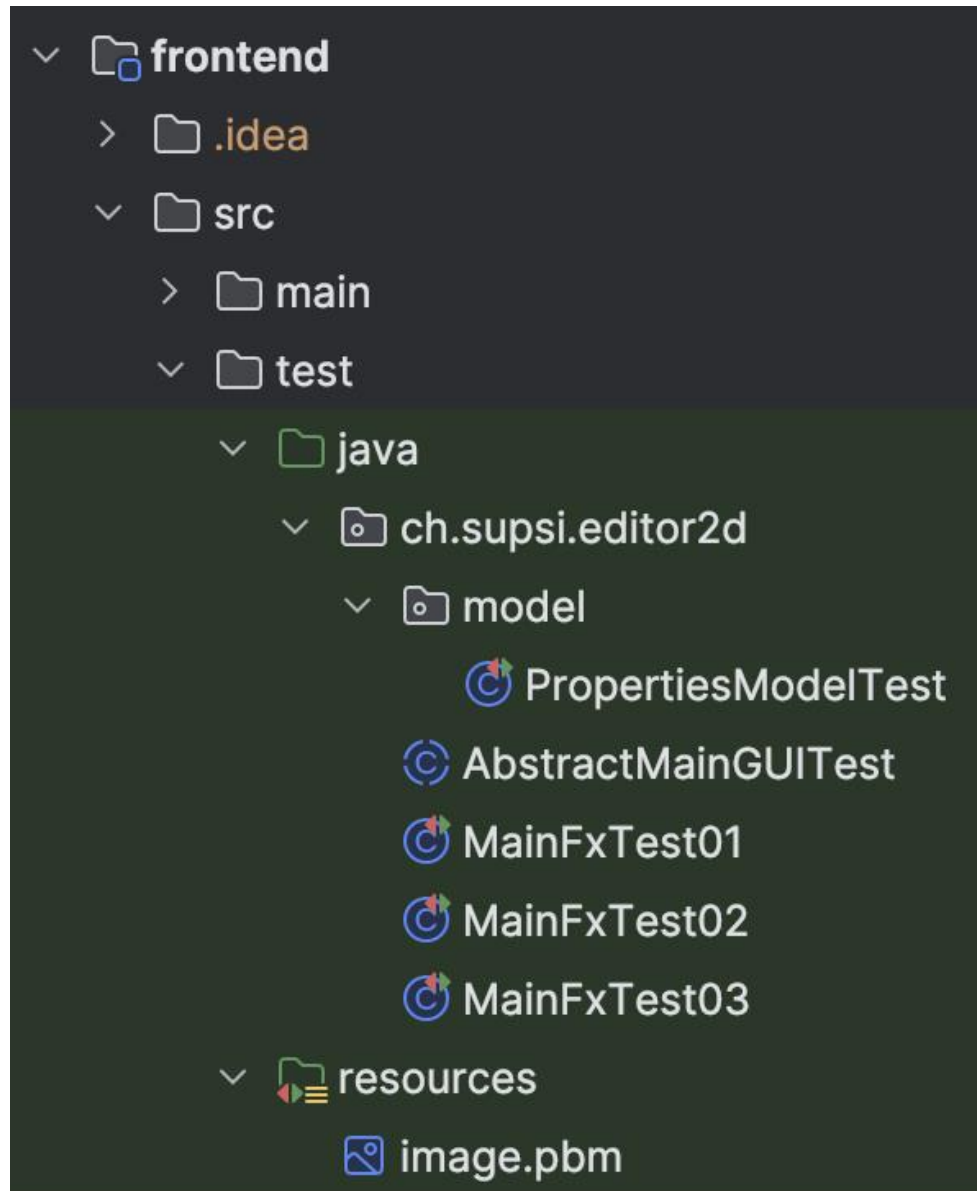 frontend
.idea
src
main
test
java
ch.supsi.editor2d
model
PropertiesModelTest
AbstractMainGUITest
MainFxTest01
MainFxTest02
MainFxTest03
resources
image.pbm